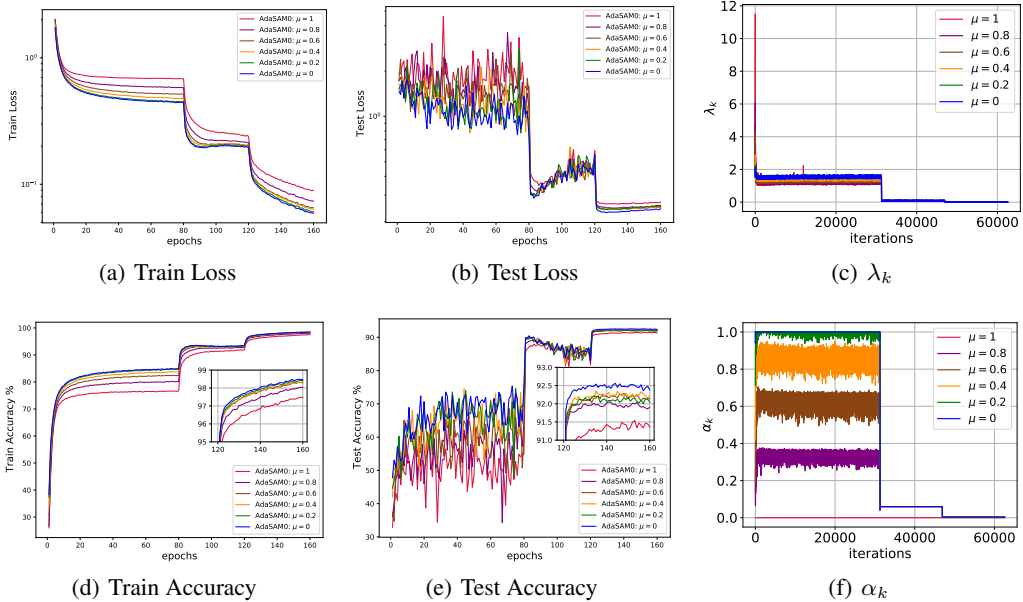 AdaSAM0: μ = 1
AdaSAM0: μ = 0.8
AdaSAM0: μ = 0.6
AdaSAM0: μ = 0.4
AdaSAM0: μ = 0.2
AdaSAM0: μ = 0
10⁰
10⁻¹
Train Loss
0 20 40 60 80 100 120 140 160
epochs
(a) Train Loss
AdaSAM0: μ = 1
AdaSAM0: μ = 0.8
AdaSAM0: μ = 0.6
AdaSAM0: μ = 0.4
AdaSAM0: μ = 0.2
AdaSAM0: μ = 0
10⁰
Test Loss
0 20 40 60 80 100 120 140 160
epochs
(b) Test Loss
μ = 1
μ = 0.8
μ = 0.6
μ = 0.4
μ = 0.2
μ = 0
12
10
8
6
4
2
0
λₖ
0 20000 40000 60000
iterations
(c) λₖ
100
90
80
70
60
50
40
30
Train Accuracy %
99
98
97
96
95
120 140 160
AdaSAM0: μ = 1
AdaSAM0: μ = 0.8
AdaSAM0: μ = 0.6
AdaSAM0: μ = 0.4
AdaSAM0: μ = 0.2
AdaSAM0: μ = 0
0 20 40 60 80 100 120 140 160
epochs
(d) Train Accuracy
90
80
70
60
50
40
30
Test Accuracy %
93.0
92.5
92.0
91.5
91.0
120 140 160
AdaSAM0: μ = 1
AdaSAM0: μ = 0.8
AdaSAM0: μ = 0.6
AdaSAM0: μ = 0.4
AdaSAM0: μ = 0.2
AdaSAM0: μ = 0
0 20 40 60 80 100 120 140 160
epochs
(e) Test Accuracy
μ = 1
μ = 0.8
μ = 0.6
μ = 0.4
μ = 0.2
μ = 0
1.0
0.8
0.6
0.4
0.2
0.0
αₖ
0 20000 40000 60000
iterations
(f) αₖ